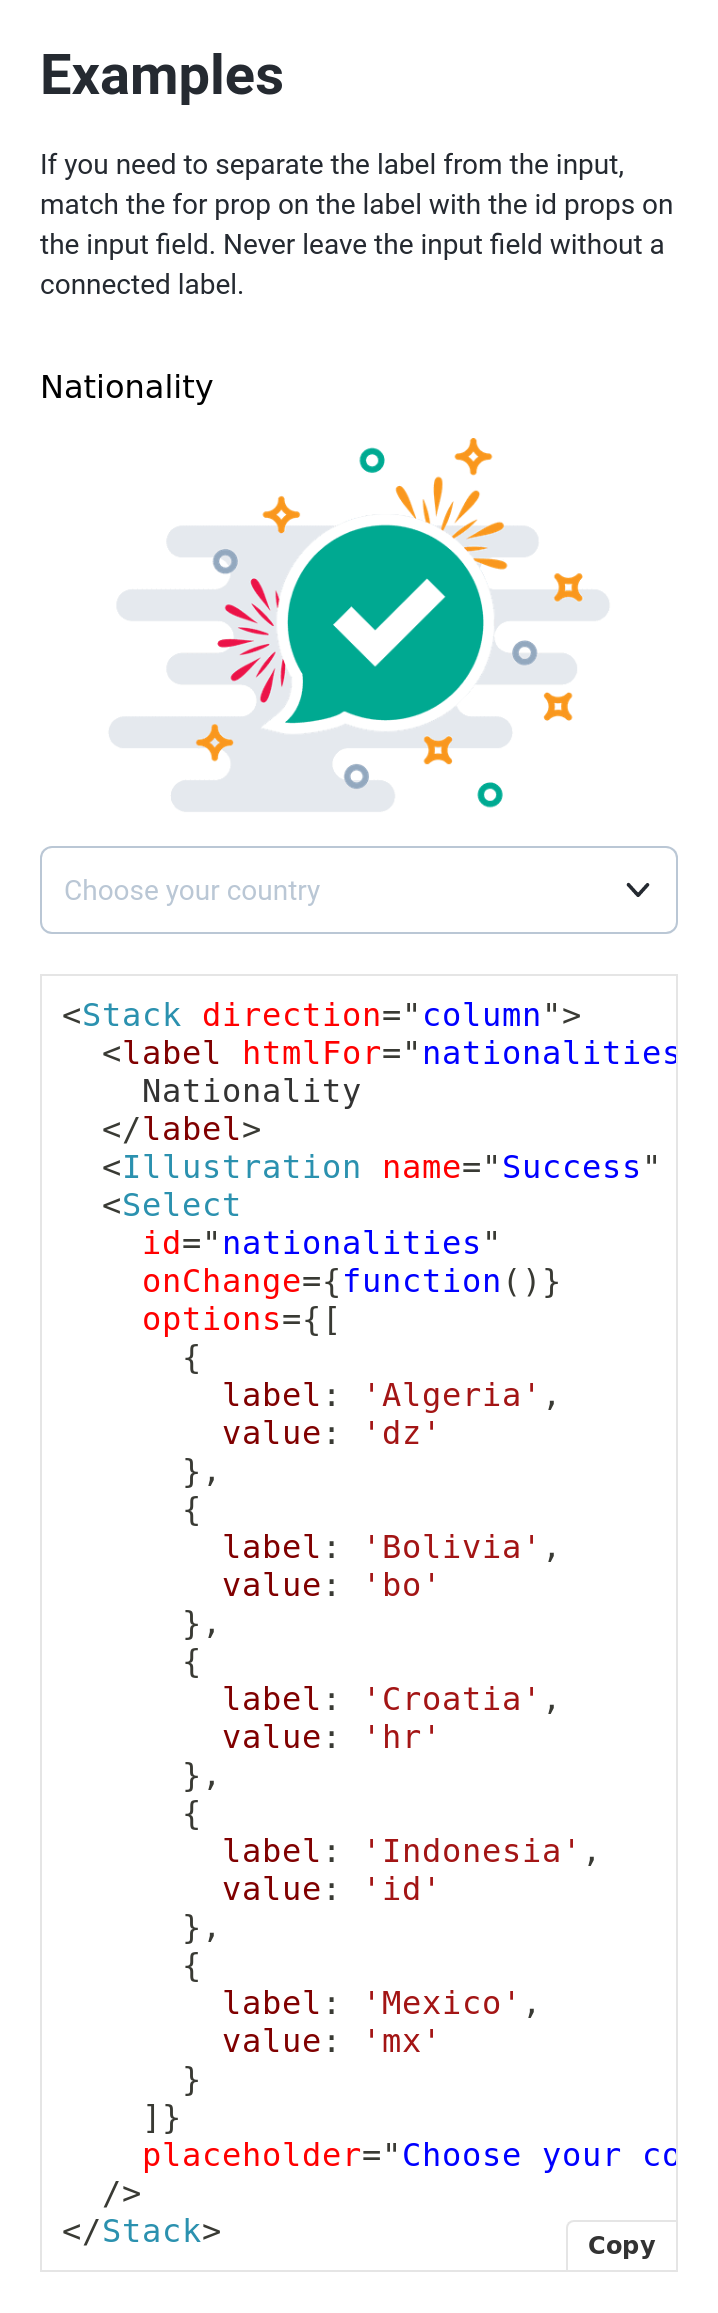 Examples
If you need to separate the label from the input,
match the for prop on the label with the id props on
the input field. Never leave the input field without a
connected label.
Nationality
Choose your country
<Stack direction="column">
  <label htmlFor="nationalities
    Nationality
  </label>
  <Illustration name="Success"
  <Select
    id="nationalities"
    onChange={function()}
    options={[
      {
        label: 'Algeria',
        value: 'dz'
      },
      {
        label: 'Bolivia',
        value: 'bo'
      },
      {
        label: 'Croatia',
        value: 'hr'
      },
      {
        label: 'Indonesia',
        value: 'id'
      },
      {
        label: 'Mexico',
        value: 'mx'
      }
    ]}
    placeholder="Choose your co
  />
</Stack>
Copy